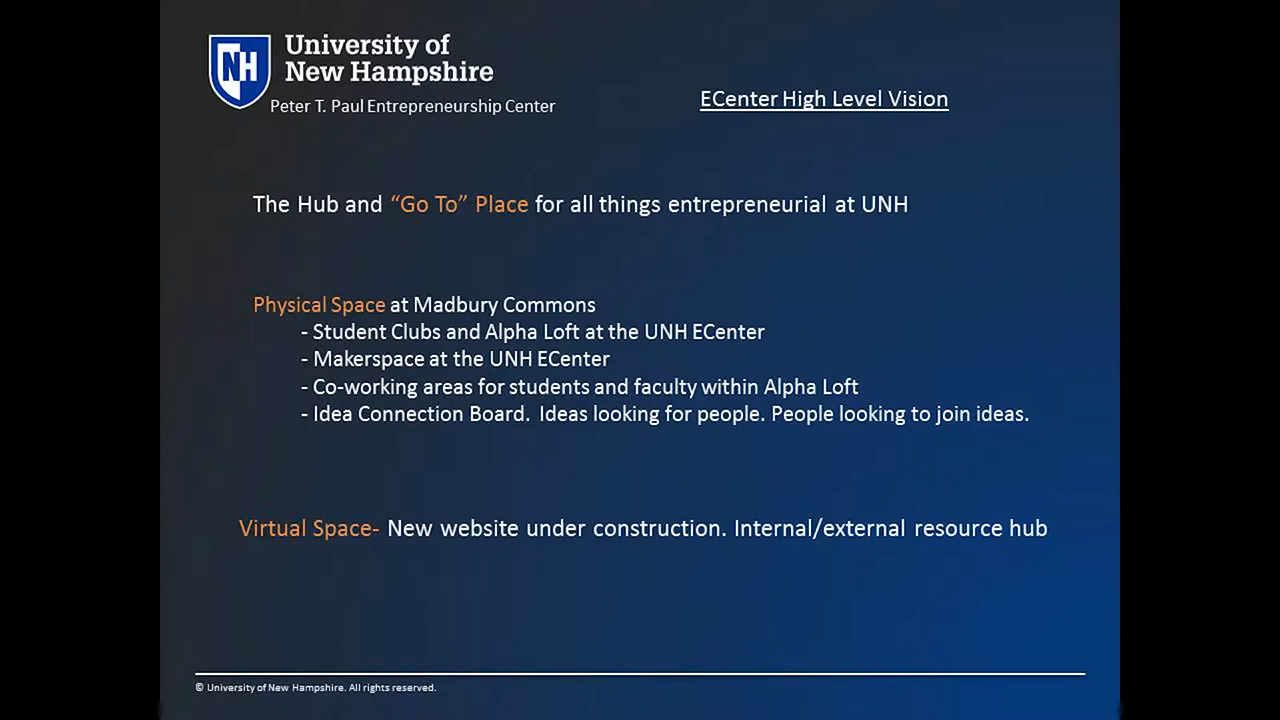 NH
University of
New Hampshire
Peter T. Paul Entrepreneurship Center
ECenter High Level Vision
The Hub and “Go To” Place for all things entrepreneurial at UNH
Physical Space at Madbury Commons
- Student Clubs and Alpha Loft at the UNH ECenter
- Makerspace at the UNH ECenter
- Co-working areas for students and faculty within Alpha Loft
- Idea Connection Board.  Ideas looking for people. People looking to join ideas.
Virtual Space- New website under construction. Internal/external resource hub
© University of New Hampshire. All rights reserved.